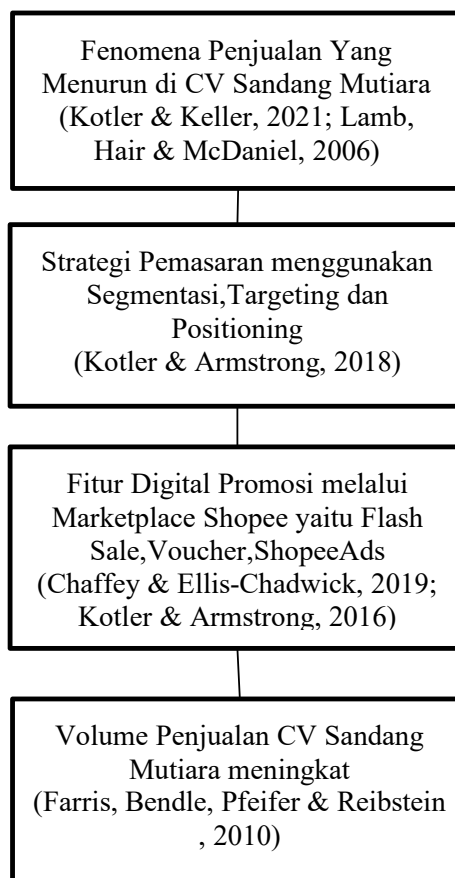 Fenomena Penjualan Yang
Menurun di CV Sandang Mutiara
(Kotler & Keller, 2021; Lamb,
Hair & McDaniel, 2006)
Strategi Pemasaran menggunakan
Segmentasi,Targeting dan
Positioning
(Kotler & Armstrong, 2018)
Fitur Digital Promosi melalui
Marketplace Shopee yaitu Flash
Sale,Voucher,ShopeeAds
(Chaffey & Ellis-Chadwick, 2019;
Kotler & Armstrong, 2016)
Volume Penjualan CV Sandang
Mutiara meningkat
(Farris, Bendle, Pfeifer & Reibstein
, 2010)